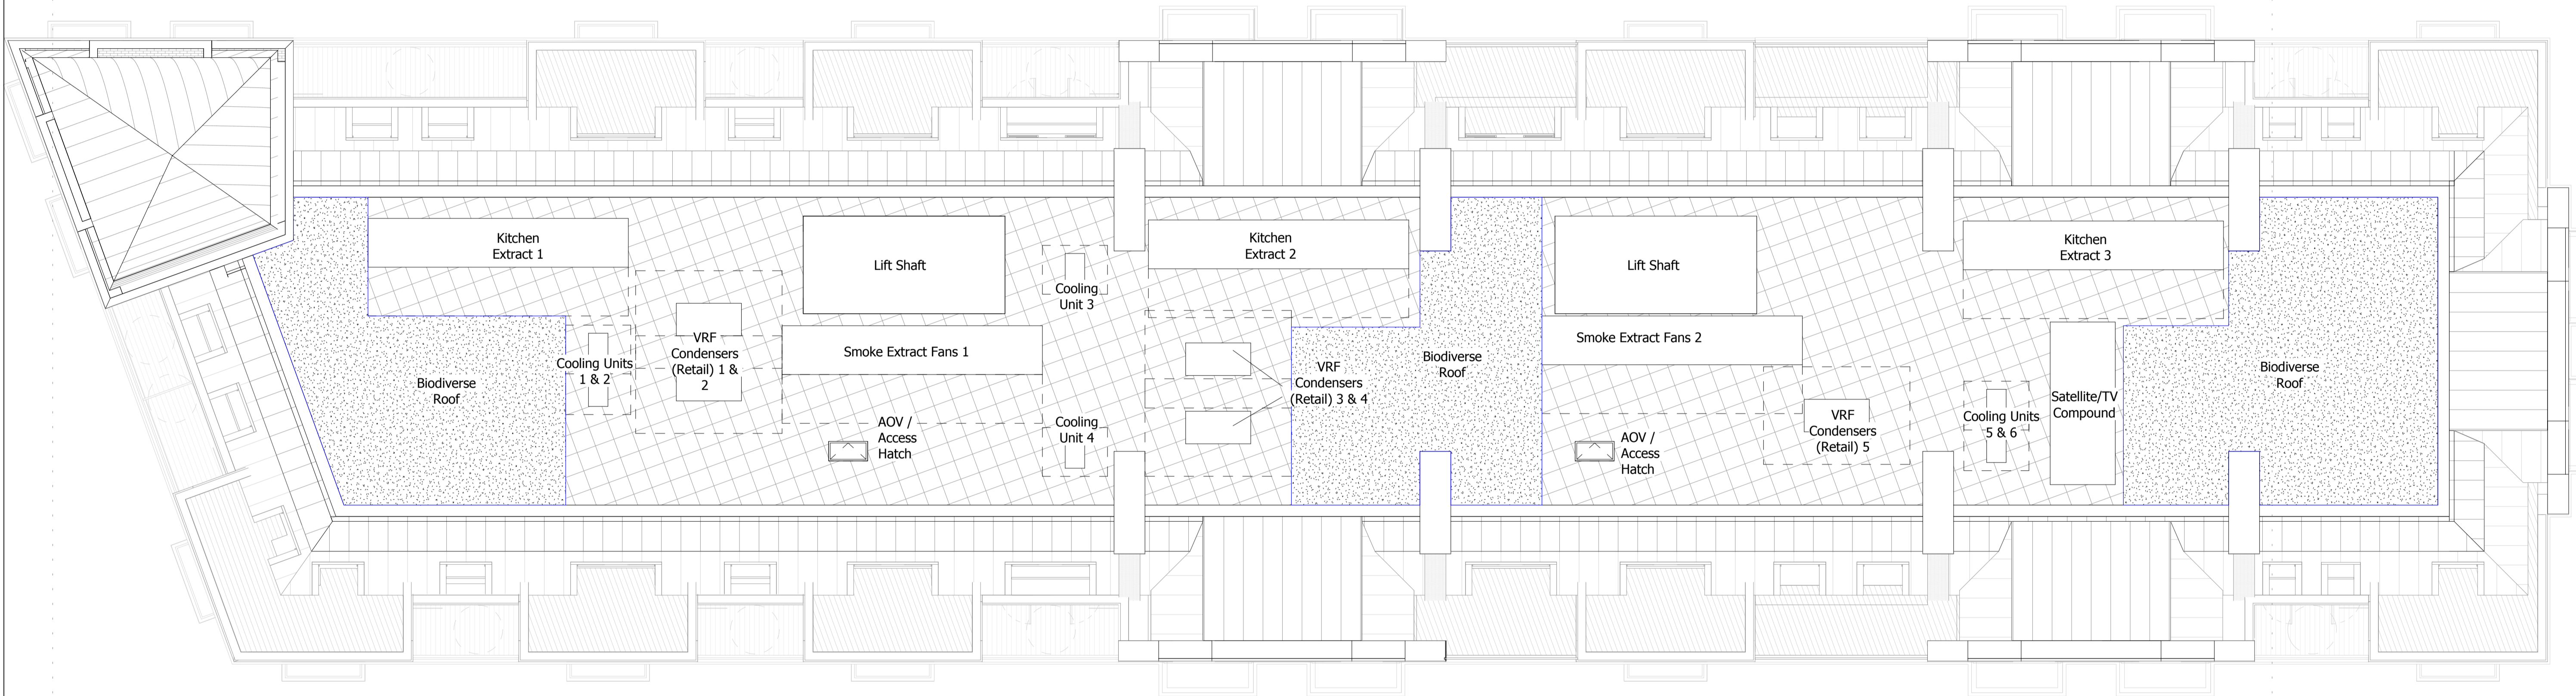 Kitchen
Extract 1
Lift Shaft
Cooling
Unit 3
Kitchen
Extract 2
Lift Shaft
Kitchen
Extract 3
Biodiverse
Roof
Cooling Units
1 & 2
VRF
Condensers
(Retail) 1 &
2
Smoke Extract Fans 1
AOV /
Access
Hatch
Cooling
Unit 4
VRF
Condensers
(Retail) 3 & 4
Biodiverse
Roof
Smoke Extract Fans 2
AOV /
Access
Hatch
VRF
Condensers
(Retail) 5
Cooling Units
5 & 6
Satellite/TV
Compound
Biodiverse
Roof